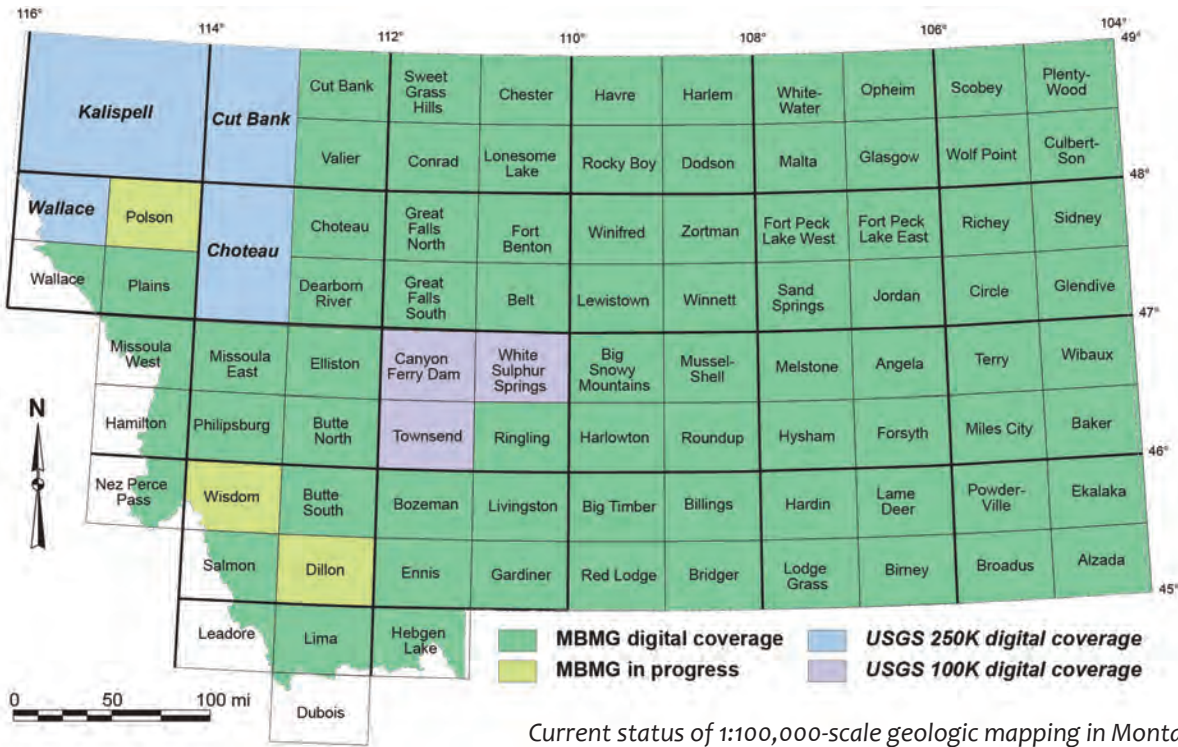 116° 114° 112° 110° 108° 106° 104°
49°
Kalispell
Cut Bank
Cut Bank
Sweet
Grass
Hills
Chester
Havre
Harlem
White-
Water
Opheim
Scobey
Plenty-
Wood
Valier
Conrad
Lonesome
Lake
Rocky Boy
Dodson
Malta
Glasgow
Wolf Point
Culbert-
Son
48°
Wallace
Polson
Choteau
Choteau
Great
Falls
North
Fort
Benton
Winifred
Zortman
Fort Peck
Lake West
Fort Peck
Lake East
Richey
Sidney
Wallace
Plains
Dearborn
River
Great
Falls
South
Belt
Lewistown
Winnett
Sand
Springs
Jordan
Circle
Glendive
47°
Missoula
West
Missoula
East
Elliston
Canyon
Ferry Dam
White
Sulphur
Springs
Big
Snowy
Mountains
Mussel-
Shell
Melstone
Angela
Terry
Wibaux
N
Hamilton
Philipsburg
Butte
North
Townsend
Ringling
Harlowton
Roundup
Hysham
Forsyth
Miles City
Baker
46°
Nez Perce
Pass
Wisdom
Butte
South
Bozeman
Livingston
Big Timber
Billings
Hardin
Lame
Deer
Powder-
Ville
Ekalaka
Salmon
Dillon
Ennis
Gardiner
Red Lodge
Bridger
Lodge
Grass
Birney
Broadus
Alzada
45°
Leadore
Lima
Hebgen
Lake
Dubois
MBMG digital coverage
MBMG in progress
USGS 250K digital coverage
USGS 100K digital coverage
0 50 100 mi
Current status of 1:100,000-scale geologic mapping in Monta